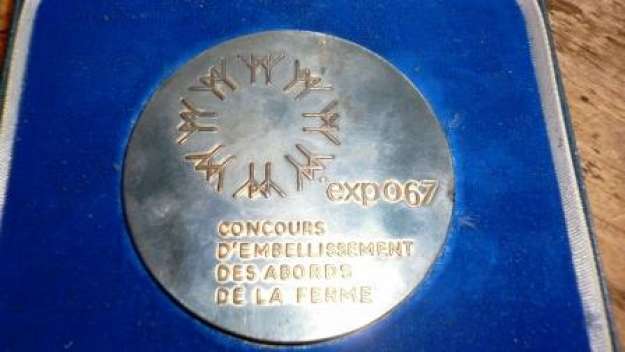 expo67
CONCOURS
D'EMBELLISSEMENT
DES ABORDS
DE LA FERME